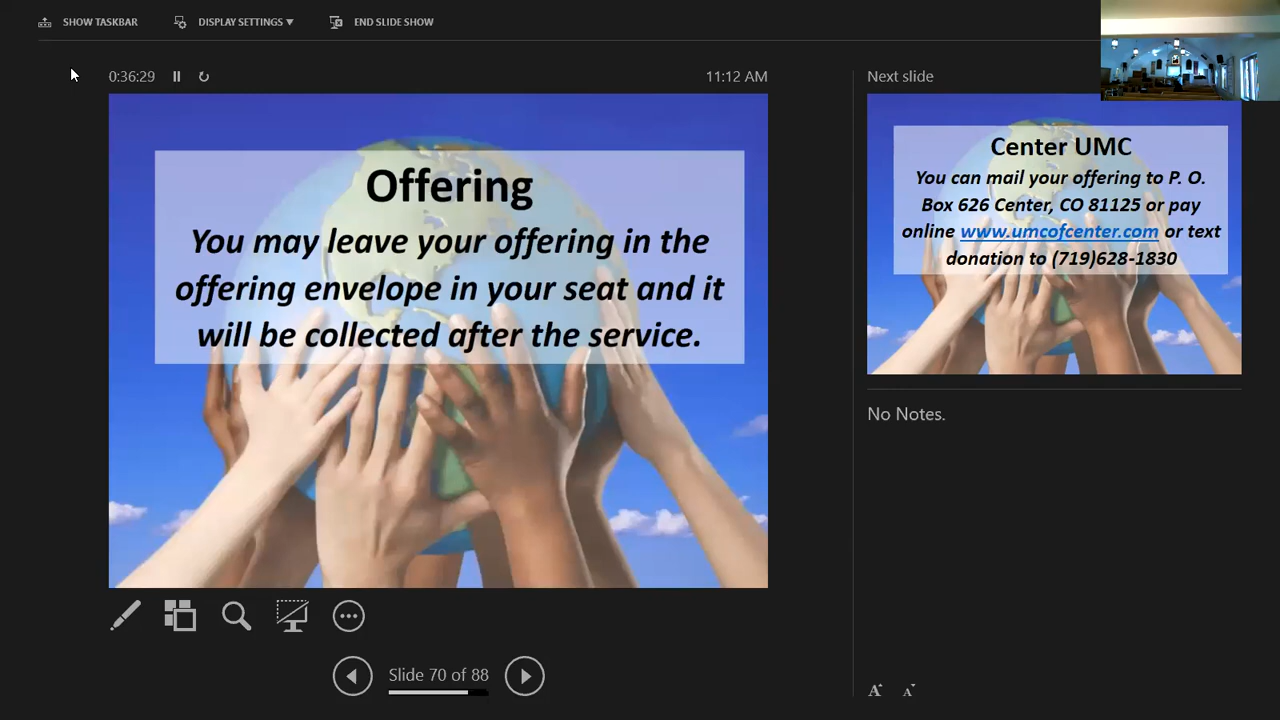 SHOW TASKBAR
DISPLAY SETTINGS ▼
END SLIDE SHOW
0:36:29
11:12 AM
Offering
You may leave your offering in the
offering envelope in your seat and it
will be collected after the service.
Slide 70 of 88
Next slide
Center UMC
You can mail your offering to P. O.
Box 626 Center, CO 81125 or pay
online www.umcofcenter.com or text
donation to (719)628-1830
No Notes.
A A